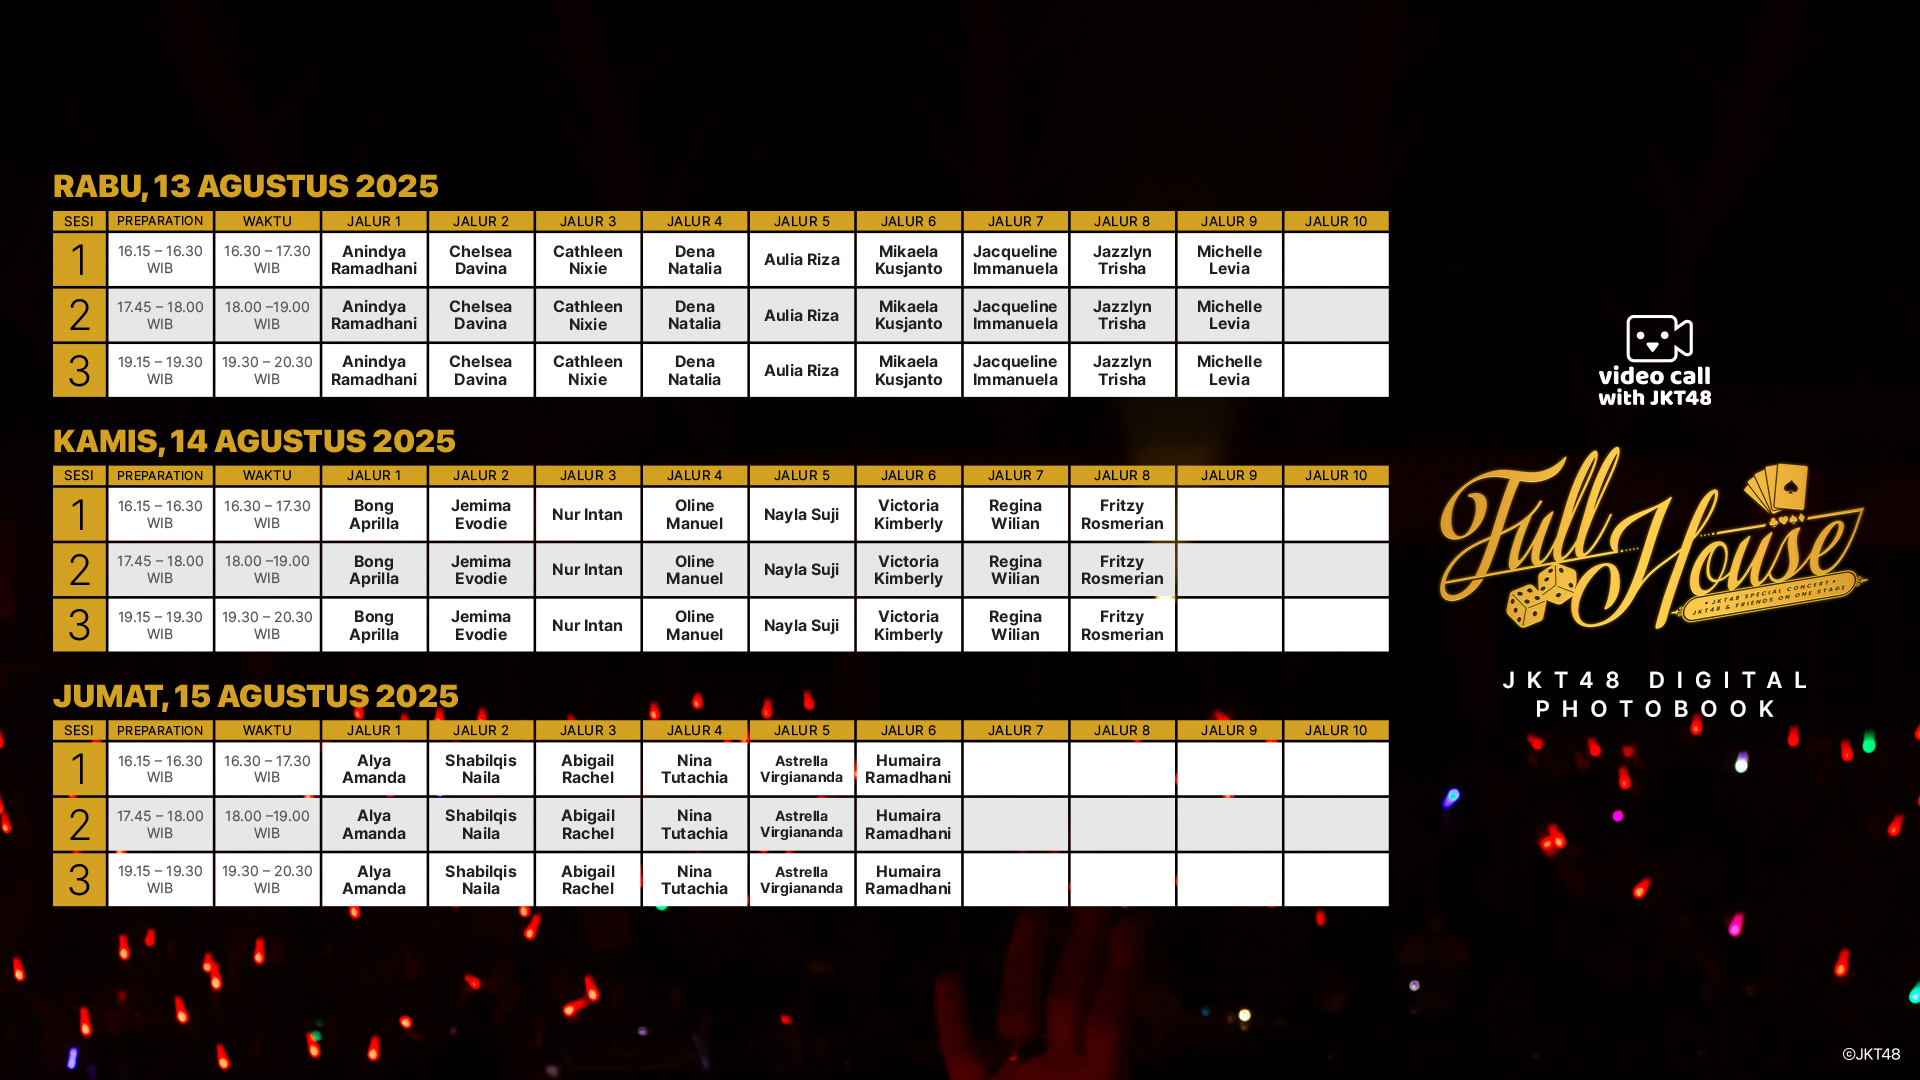 RABU, 13 AGUSTUS 2025
SESI PREPARATION WAKTU JALUR 1 JALUR 2 JALUR 3 JALUR 4 JALUR 5 JALUR 6 JALUR 7 JALUR 8 JALUR 9 JALUR 10
1 16.15 – 16.30 WIB 16.30 – 17.30 WIB Anindya Ramadhani Chelsea Davina Cathleen Nixie Dena Natalia Aulia Riza Mikaela Kusjanto Jacqueline Immanuela Jazzlyn Trisha Michelle Levia
2 17.45 – 18.00 WIB 18.00 –19.00 WIB Anindya Ramadhani Chelsea Davina Cathleen Nixie Dena Natalia Aulia Riza Mikaela Kusjanto Jacqueline Immanuela Jazzlyn Trisha Michelle Levia
3 19.15 – 19.30 WIB 19.30 – 20.30 WIB Anindya Ramadhani Chelsea Davina Cathleen Nixie Dena Natalia Aulia Riza Mikaela Kusjanto Jacqueline Immanuela Jazzlyn Trisha Michelle Levia
KAMIS, 14 AGUSTUS 2025
SESI PREPARATION WAKTU JALUR 1 JALUR 2 JALUR 3 JALUR 4 JALUR 5 JALUR 6 JALUR 7 JALUR 8 JALUR 9 JALUR 10
1 16.15 – 16.30 WIB 16.30 – 17.30 WIB Bong Aprilla Jemima Evodie Nur Intan Oline Manuel Nayla Suji Victoria Kimberly Regina Wilian Fritzy Rosmerian
2 17.45 – 18.00 WIB 18.00 –19.00 WIB Bong Aprilla Jemima Evodie Nur Intan Oline Manuel Nayla Suji Victoria Kimberly Regina Wilian Fritzy Rosmerian
3 19.15 – 19.30 WIB 19.30 – 20.30 WIB Bong Aprilla Jemima Evodie Nur Intan Oline Manuel Nayla Suji Victoria Kimberly Regina Wilian Fritzy Rosmerian
JUMAT, 15 AGUSTUS 2025
SESI PREPARATION WAKTU JALUR 1 JALUR 2 JALUR 3 JALUR 4 JALUR 5 JALUR 6 JALUR 7 JALUR 8 JALUR 9 JALUR 10
1 16.15 – 16.30 WIB 16.30 – 17.30 WIB Alya Amanda Shabilqis Naila Abigail Rachel Nina Tutachia Astrella Virgiananda Humaira Ramadhani
2 17.45 – 18.00 WIB 18.00 –19.00 WIB Alya Amanda Shabilqis Naila Abigail Rachel Nina Tutachia Astrella Virgiananda Humaira Ramadhani
3 19.15 – 19.30 WIB 19.30 – 20.30 WIB Alya Amanda Shabilqis Naila Abigail Rachel Nina Tutachia Astrella Virgiananda Humaira Ramadhani
video call
with JKT48
Full House
JKT48 SPECIAL CONCERT
JKT48 & FRIENDS ON ONE STAGE
JKT48 DIGITAL
PHOTOBOOK
©JKT48